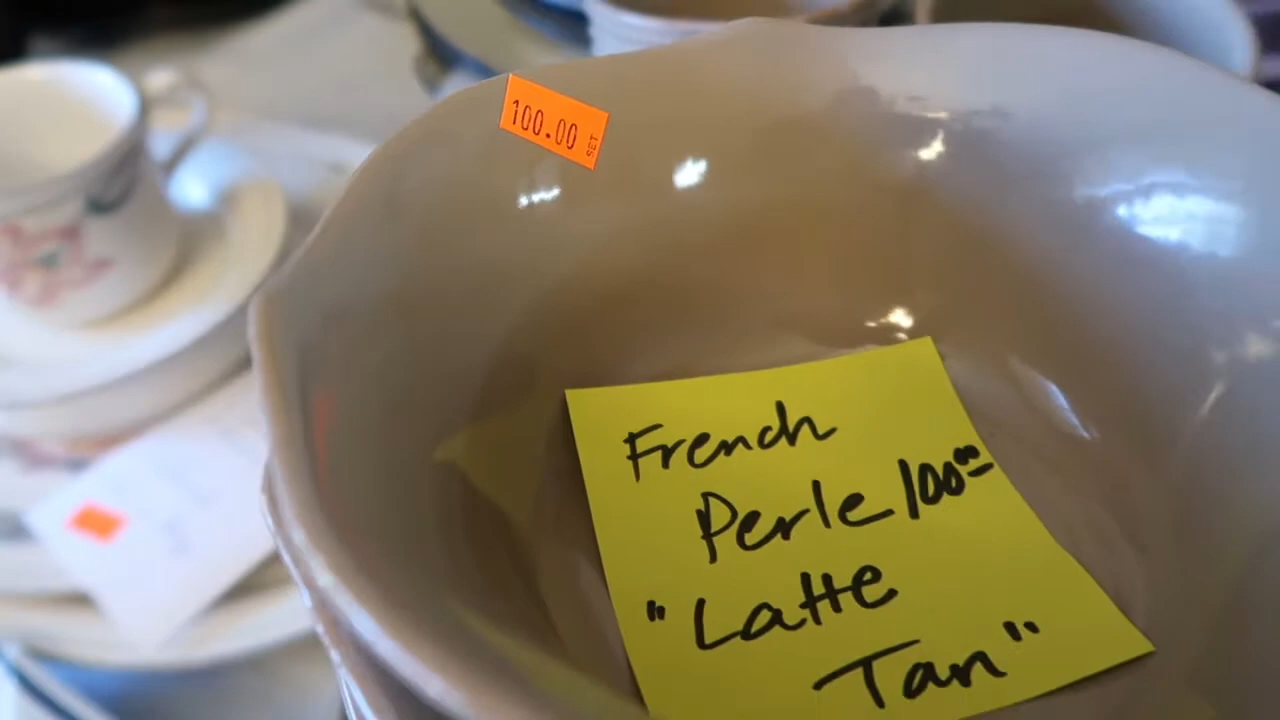 100.00
SET
French
Perle 100⁰⁰
"Latte
Tan"